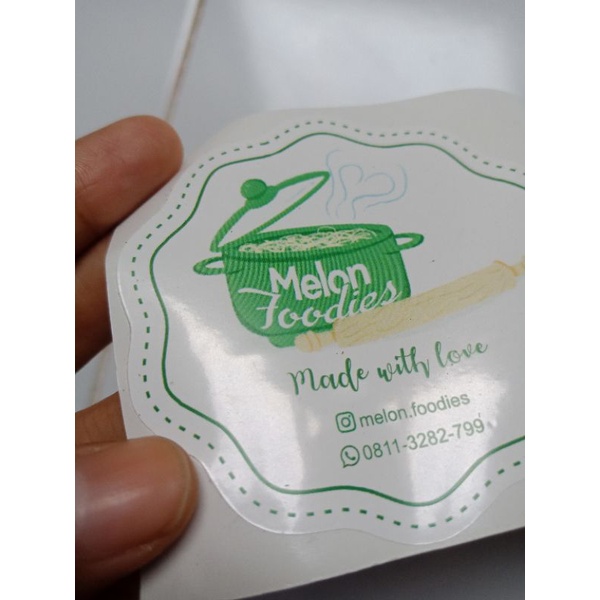 Melon
Foodies
Made with love
melon.foodies
0811-3282-799